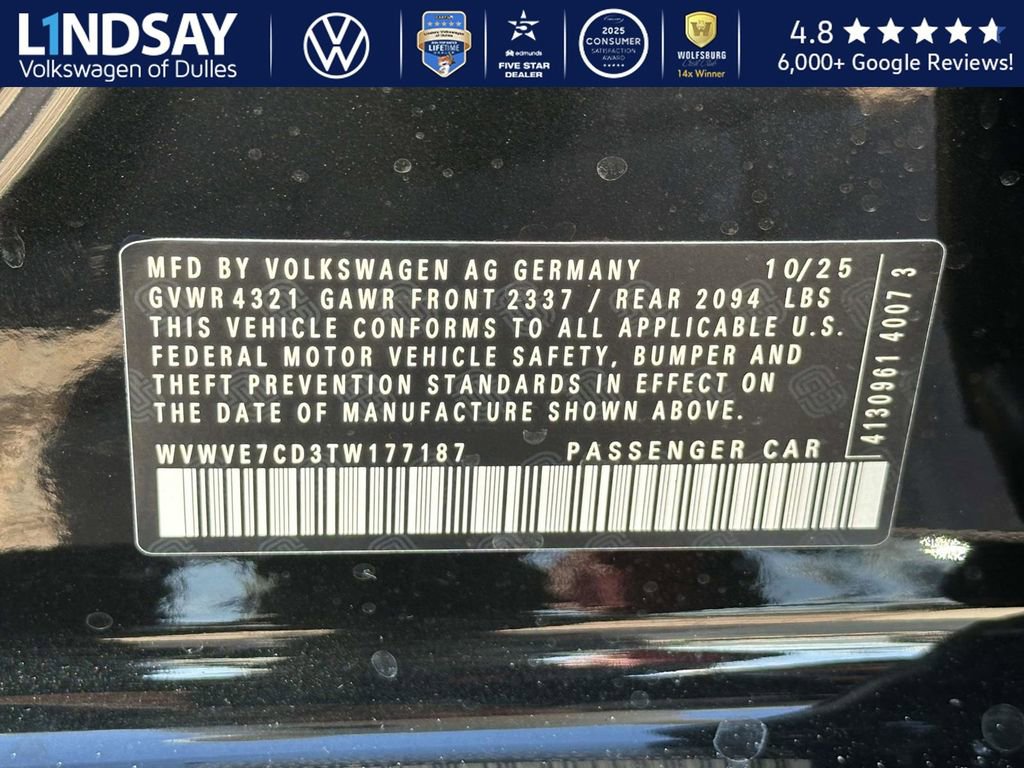 L1NDSAY
Volkswagen of Dulles
LIFETIME
5
edmunds
FIVE STAR
DEALER
2025
CONSUMER
SATISFACTION
AWARD
WOLFSBURG
14x Winner
4.8
6,000+ Google Reviews!
MFD BY VOLKSWAGEN AG GERMANY 10/25
GVWR 4321 GAWR FRONT 2337 / REAR 2094 LBS
THIS VEHICLE CONFORMS TO ALL APPLICABLE U.S.
FEDERAL MOTOR VEHICLE SAFETY, BUMPER AND
THEFT PREVENTION STANDARDS IN EFFECT ON
THE DATE OF MANUFACTURE SHOWN ABOVE.
WVWVE7CD3TW177187 PASSENGER CAR
4130961 4007 3